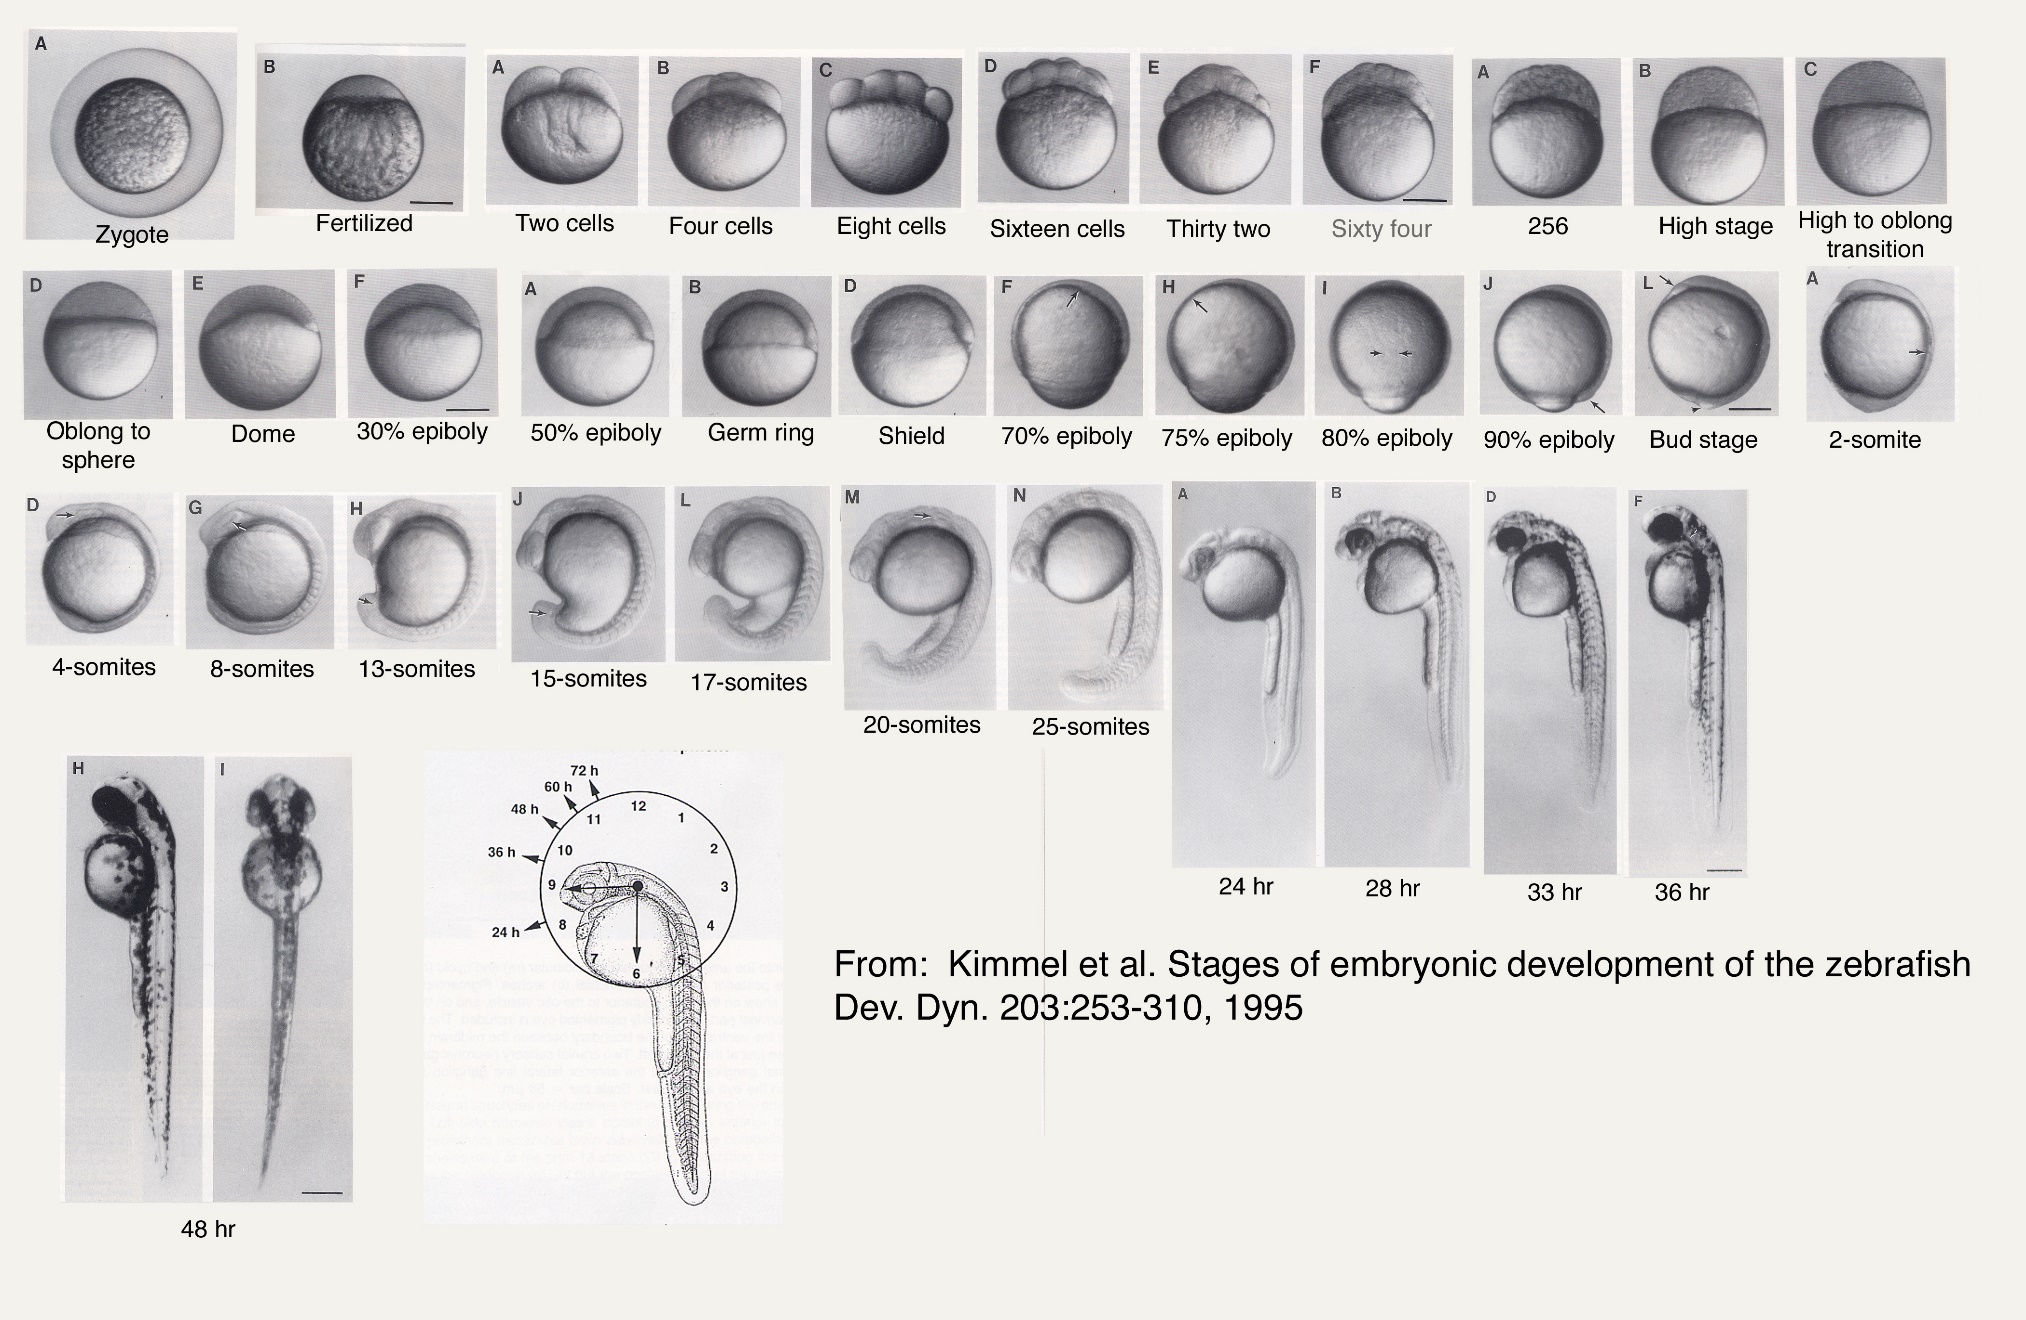 A
B
A
B
C
D
E
F
A
B
C
Zygote
Fertilized
Two cells
Four cells
Eight cells
Sixteen cells
Thirty two
Sixty four
256
High stage
High to oblong
transition
D
E
F
A
B
D
F
H
I
J
L
A
Oblong to
sphere
Dome
30% epiboly
50% epiboly
Germ ring
Shield
70% epiboly
75% epiboly
80% epiboly
90% epiboly
Bud stage
2-somite
D
G
H
J
L
M
N
A
B
D
F
4-somites
8-somites
13-somites
15-somites
17-somites
20-somites
25-somites
24 hr
28 hr
33 hr
36 hr
H
I
48 hr
72 h
60 h
48 h
36 h
24 h
12
1
2
3
4
5
6
7
8
9
10
11
From: Kimmel et al. Stages of embryonic development of the zebrafish
Dev. Dyn. 203:253-310, 1995